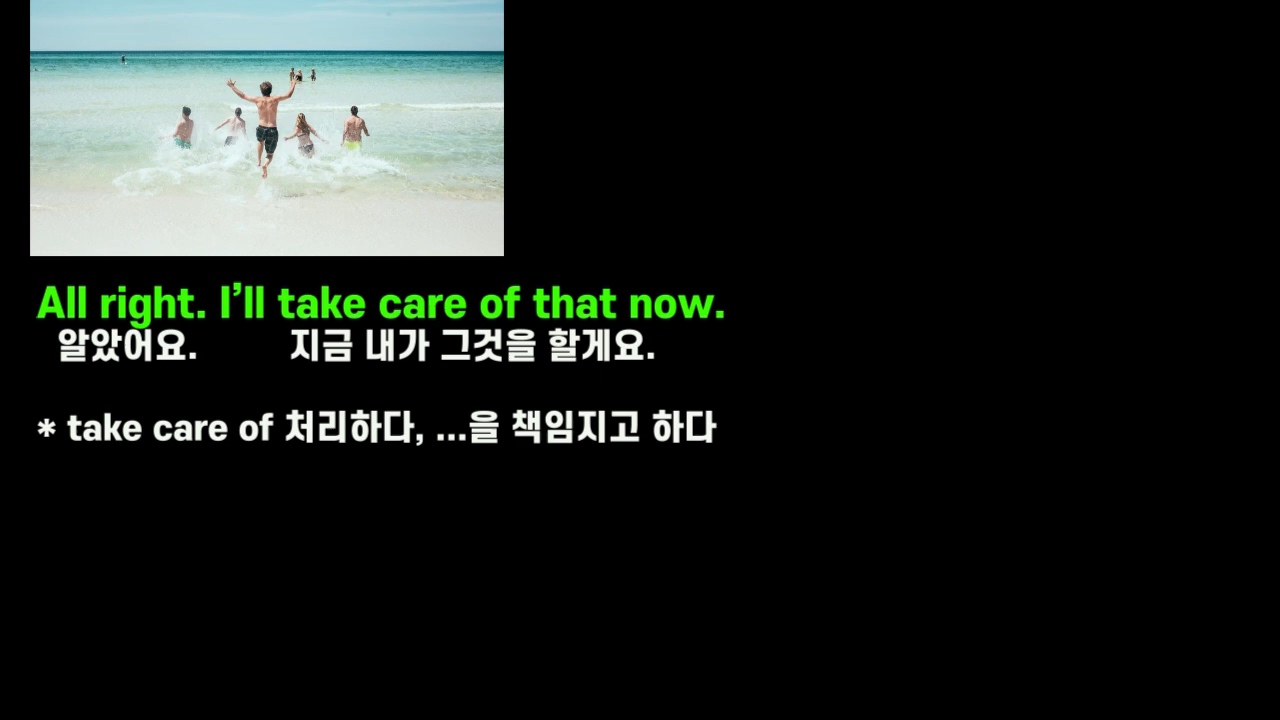 All right. I’ll take care of that now.
알았어요. 지금 내가 그것을 할게요.
* take care of 처리하다, ...을 책임지고 하다